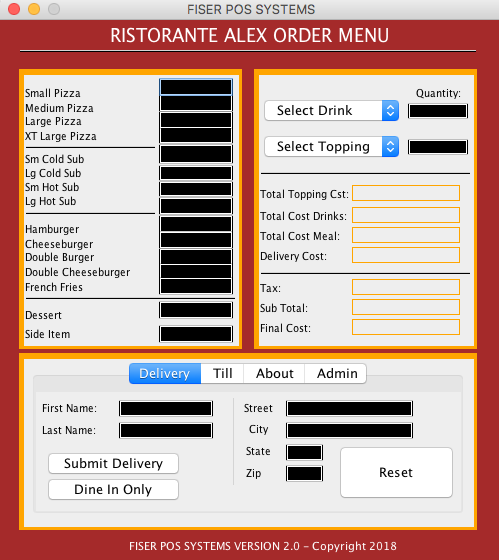 FISER POS SYSTEMS
RISTORANTE ALEX ORDER MENU
Small Pizza
Medium Pizza
Large Pizza
XT Large Pizza
Sm Cold Sub
Lg Cold Sub
Sm Hot Sub
Lg Hot Sub
Hamburger
Cheeseburger
Double Burger
Double Cheeseburger
French Fries
Dessert
Side Item
Quantity:
Select Drink
Select Topping
Total Topping Cst:
Total Cost Drinks:
Total Cost Meal:
Delivery Cost:
Tax:
Sub Total:
Final Cost:
Delivery Till About Admin
First Name:
Last Name:
Submit Delivery
Dine In Only
Street
City
State
Zip
Reset
FISER POS SYSTEMS VERSION 2.0 - Copyright 2018